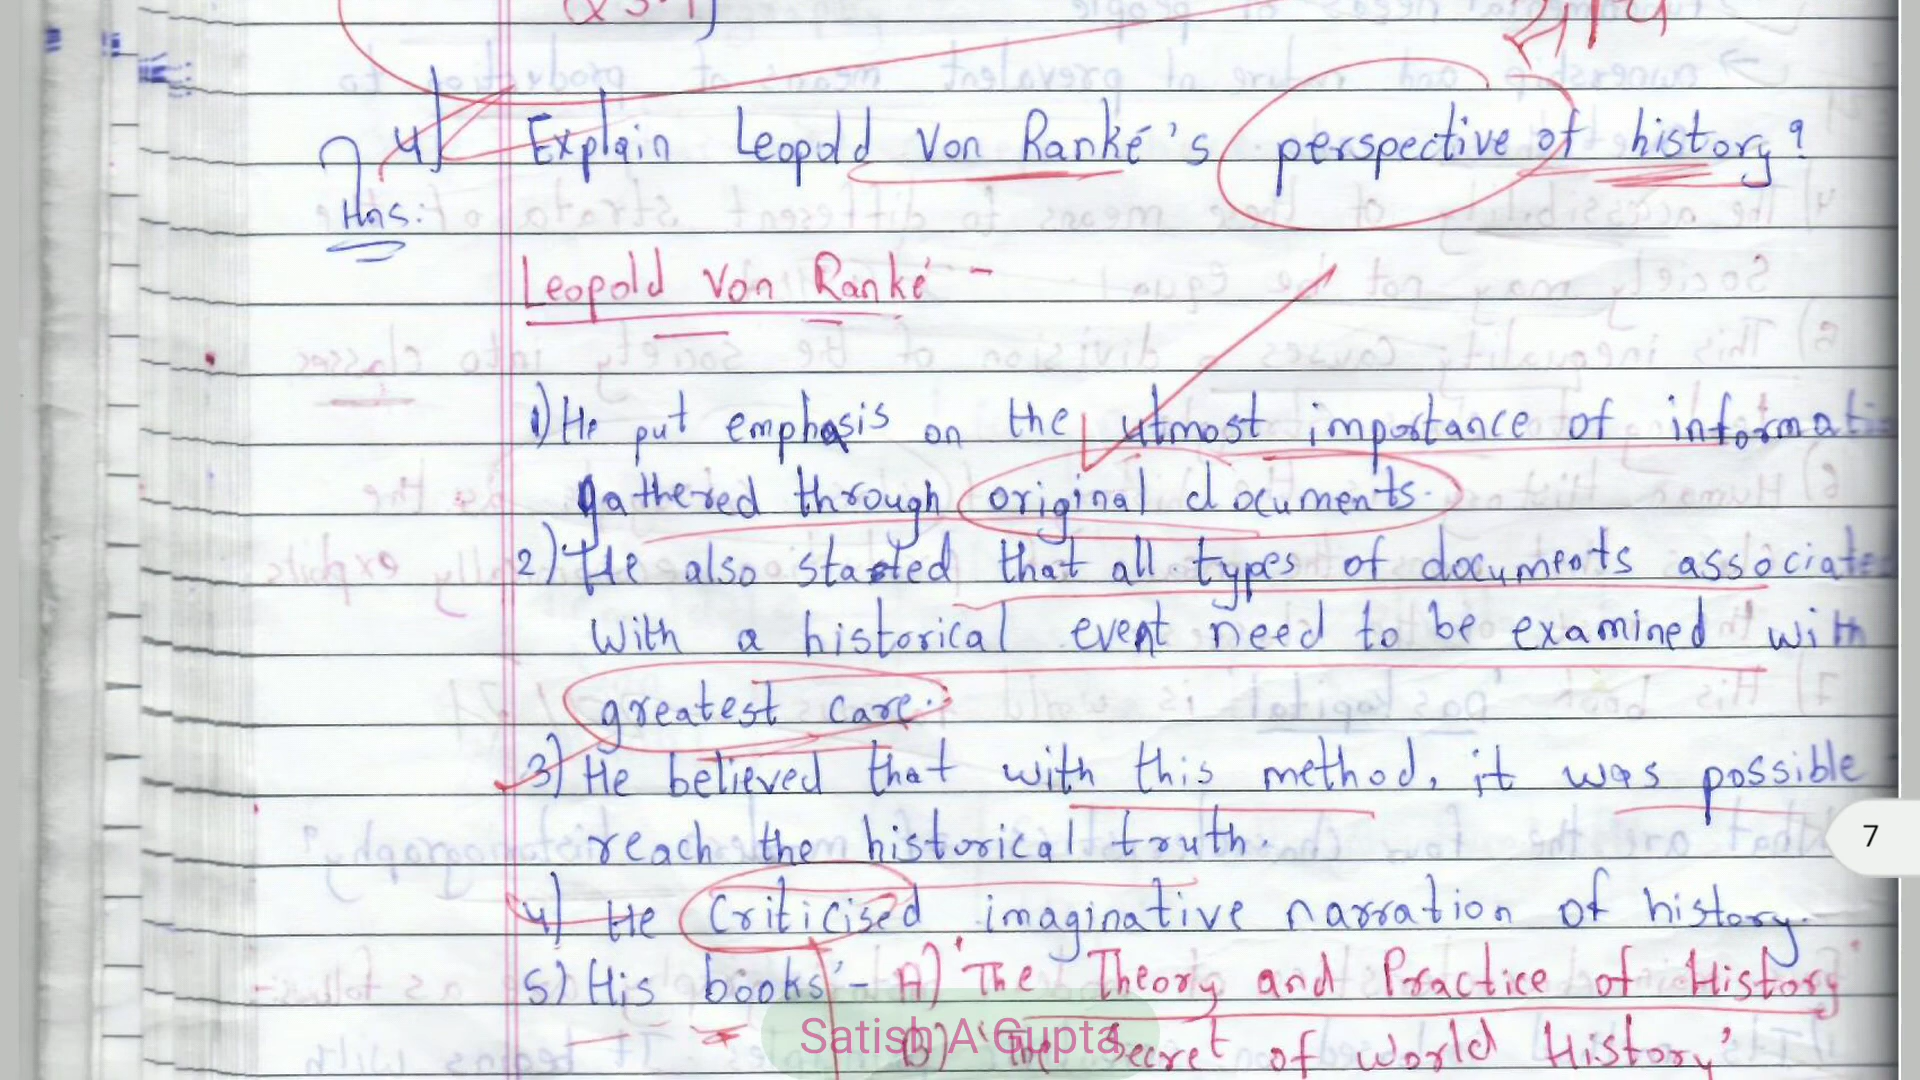 4) Explain Leopold Von Ranké's perspective of history?
Ans:
Leopold Von Ranké -
1) He put emphasis on the utmost importance of informati
gathered through original documents.
2) He also stated that all types of documents associate
with a historical event need to be examined with
greatest care.
3) He believed that with this method, it was possible
reach the historical truth.
4) He criticised imaginative narration of history.
5) His books :- A) 'The Theory and Practice of History'
B) 'The Secret of World History'
Satish A Gupta
7